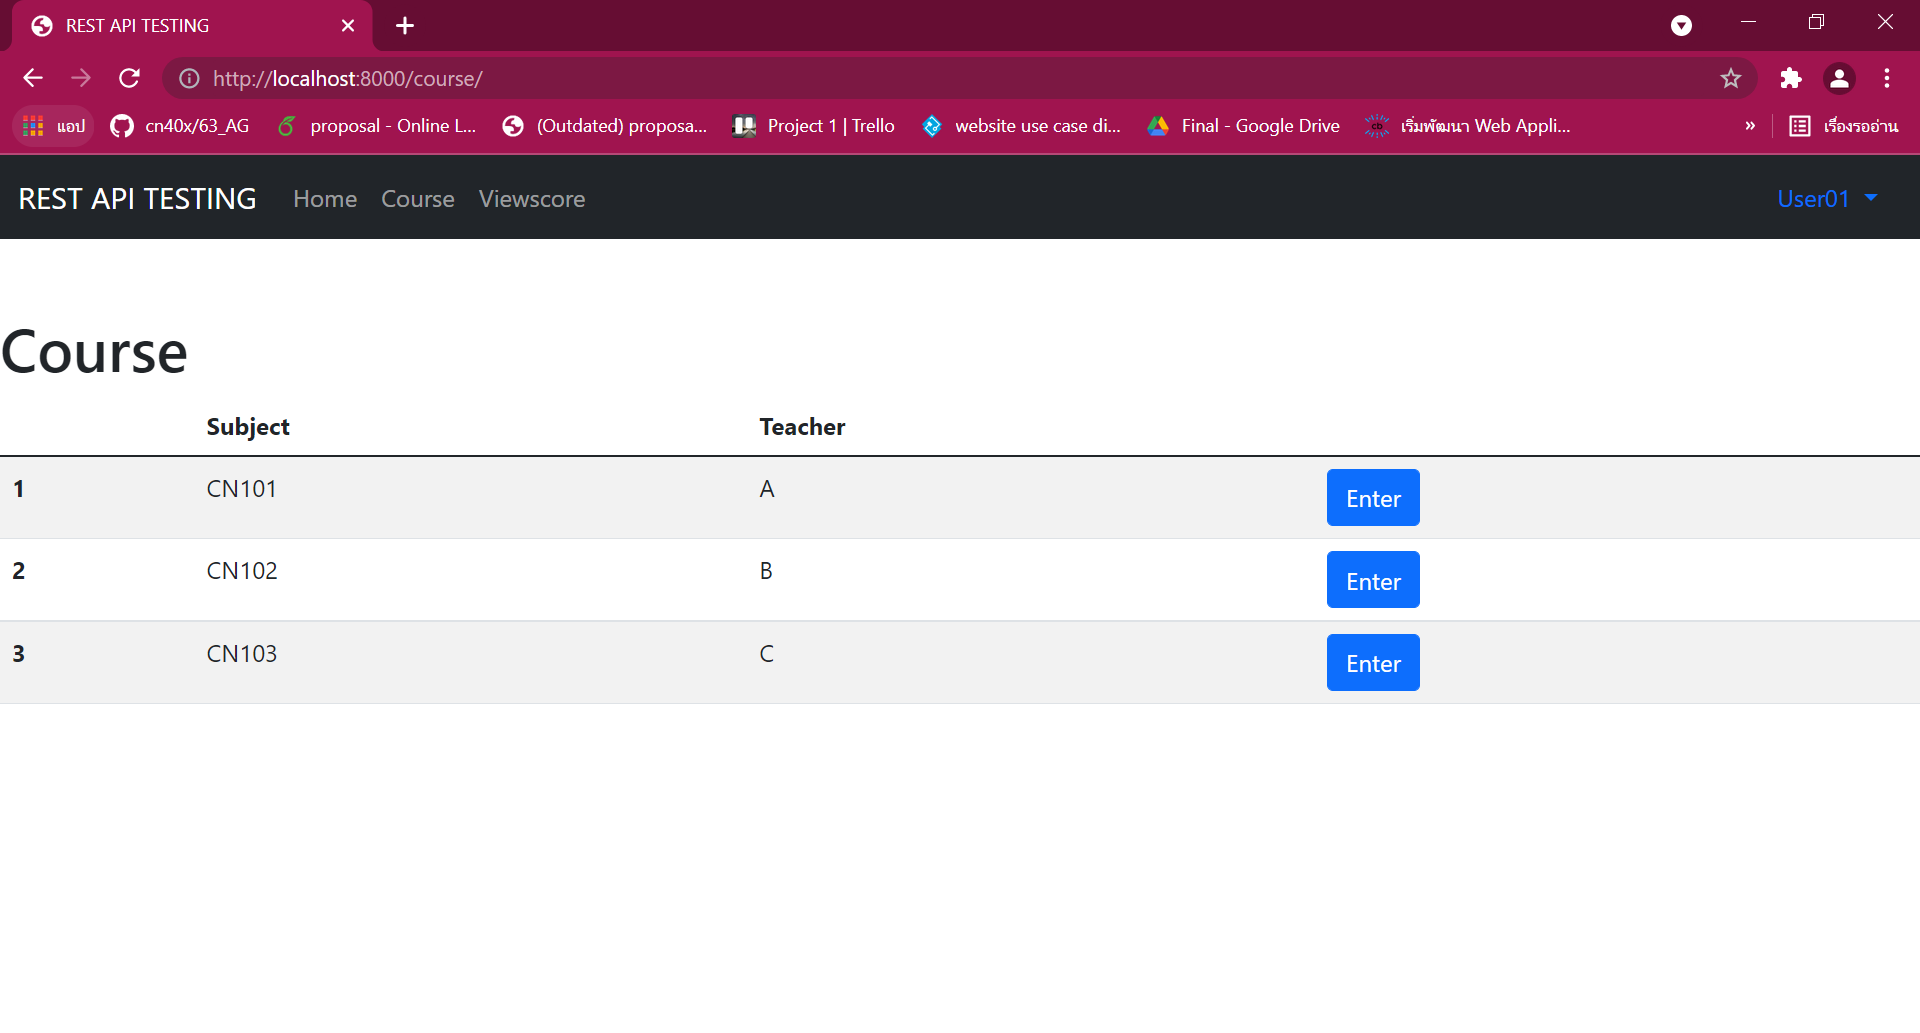 REST API TESTING
http://localhost:8000/course/
แอป cn40x/63_AG proposal - Online L... (Outdated) proposa... Project 1 | Trello website use case di... Final - Google Drive เริ่มพัฒนา Web Appli... » เรื่องรออ่าน
REST API TESTING Home Course Viewscore User01
Course
Subject Teacher
1 CN101 A Enter
2 CN102 B Enter
3 CN103 C Enter